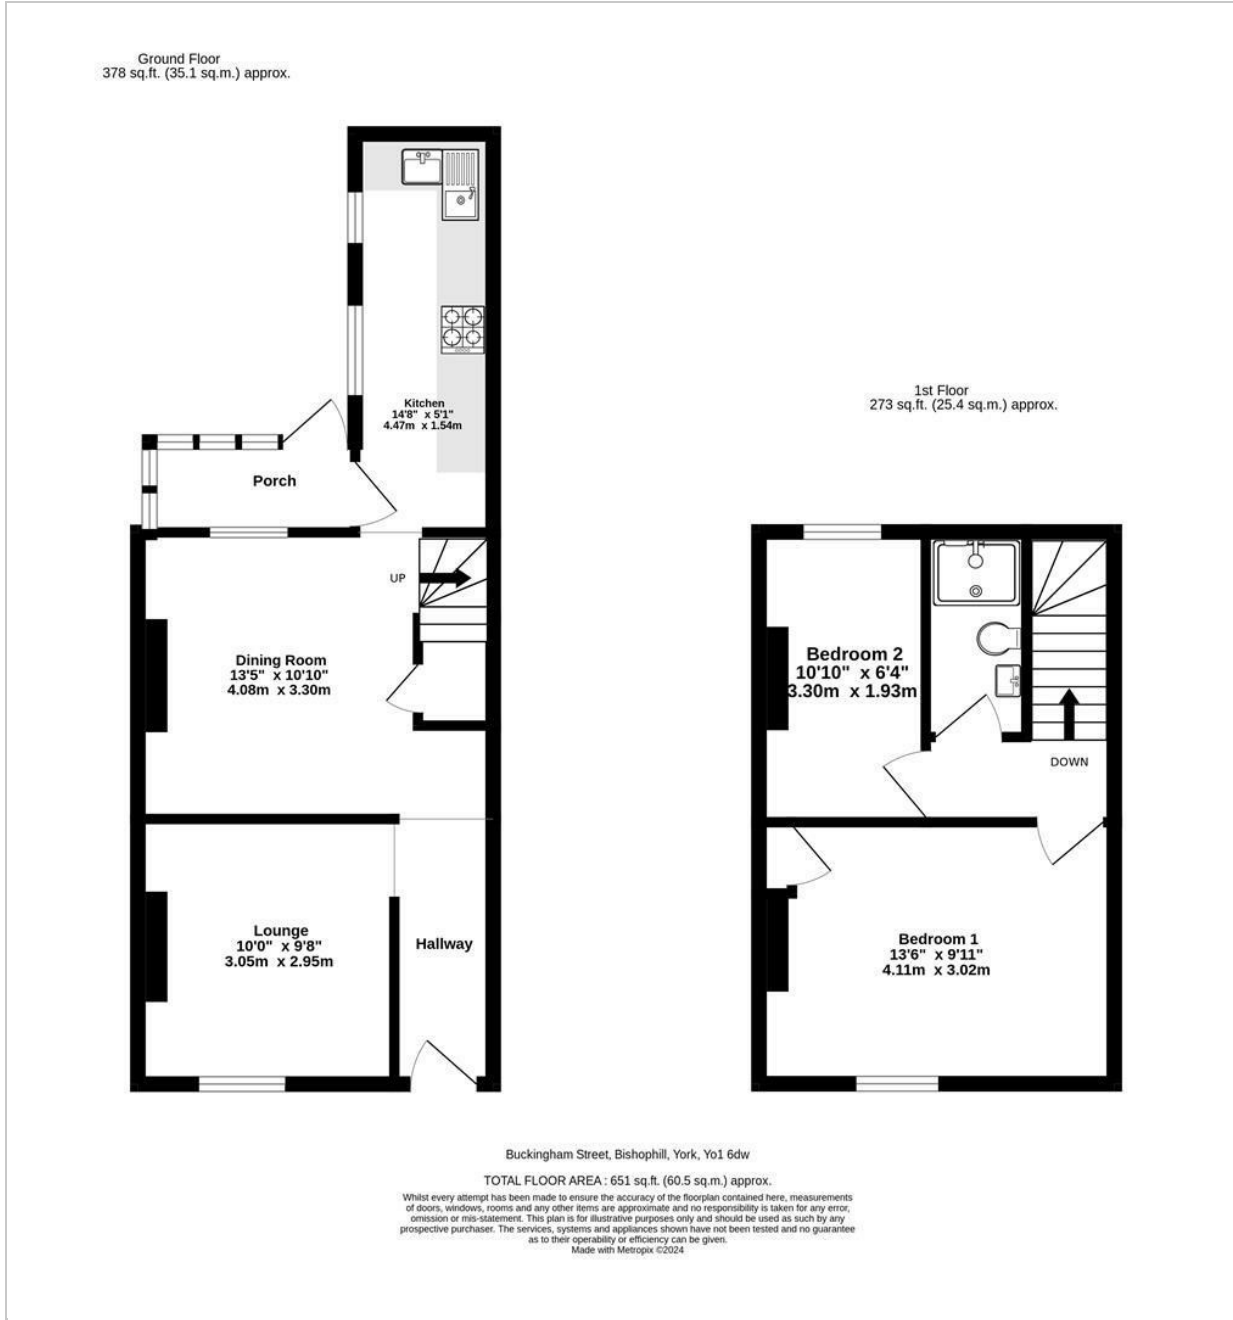 Ground Floor
378 sq.ft. (35.1 sq.m.) approx.
Kitchen
14'8" x 5'1"
4.47m x 1.54m
Porch
UP
Dining Room
13'5" x 10'10"
4.08m x 3.30m
Lounge
10'0" x 9'8"
3.05m x 2.95m
Hallway
1st Floor
273 sq.ft. (25.4 sq.m.) approx.
Bedroom 2
10'10" x 6'4"
3.30m x 1.93m
DOWN
Bedroom 1
13'6" x 9'11"
4.11m x 3.02m
Buckingham Street, Bishophill, York, Yo1 6dw
TOTAL FLOOR AREA : 651 sq.ft. (60.5 sq.m.) approx.
Whilst every attempt has been made to ensure the accuracy of the floorplan contained here, measurements
of doors, windows, rooms and any other items are approximate and no responsibility is taken for any error,
omission or mis-statement. This plan is for illustrative purposes only and should be used as such by any
prospective purchaser. The services, systems and appliances shown have not been tested and no guarantee
as to their operability or efficiency can be given.
Made with Metropix ©2024